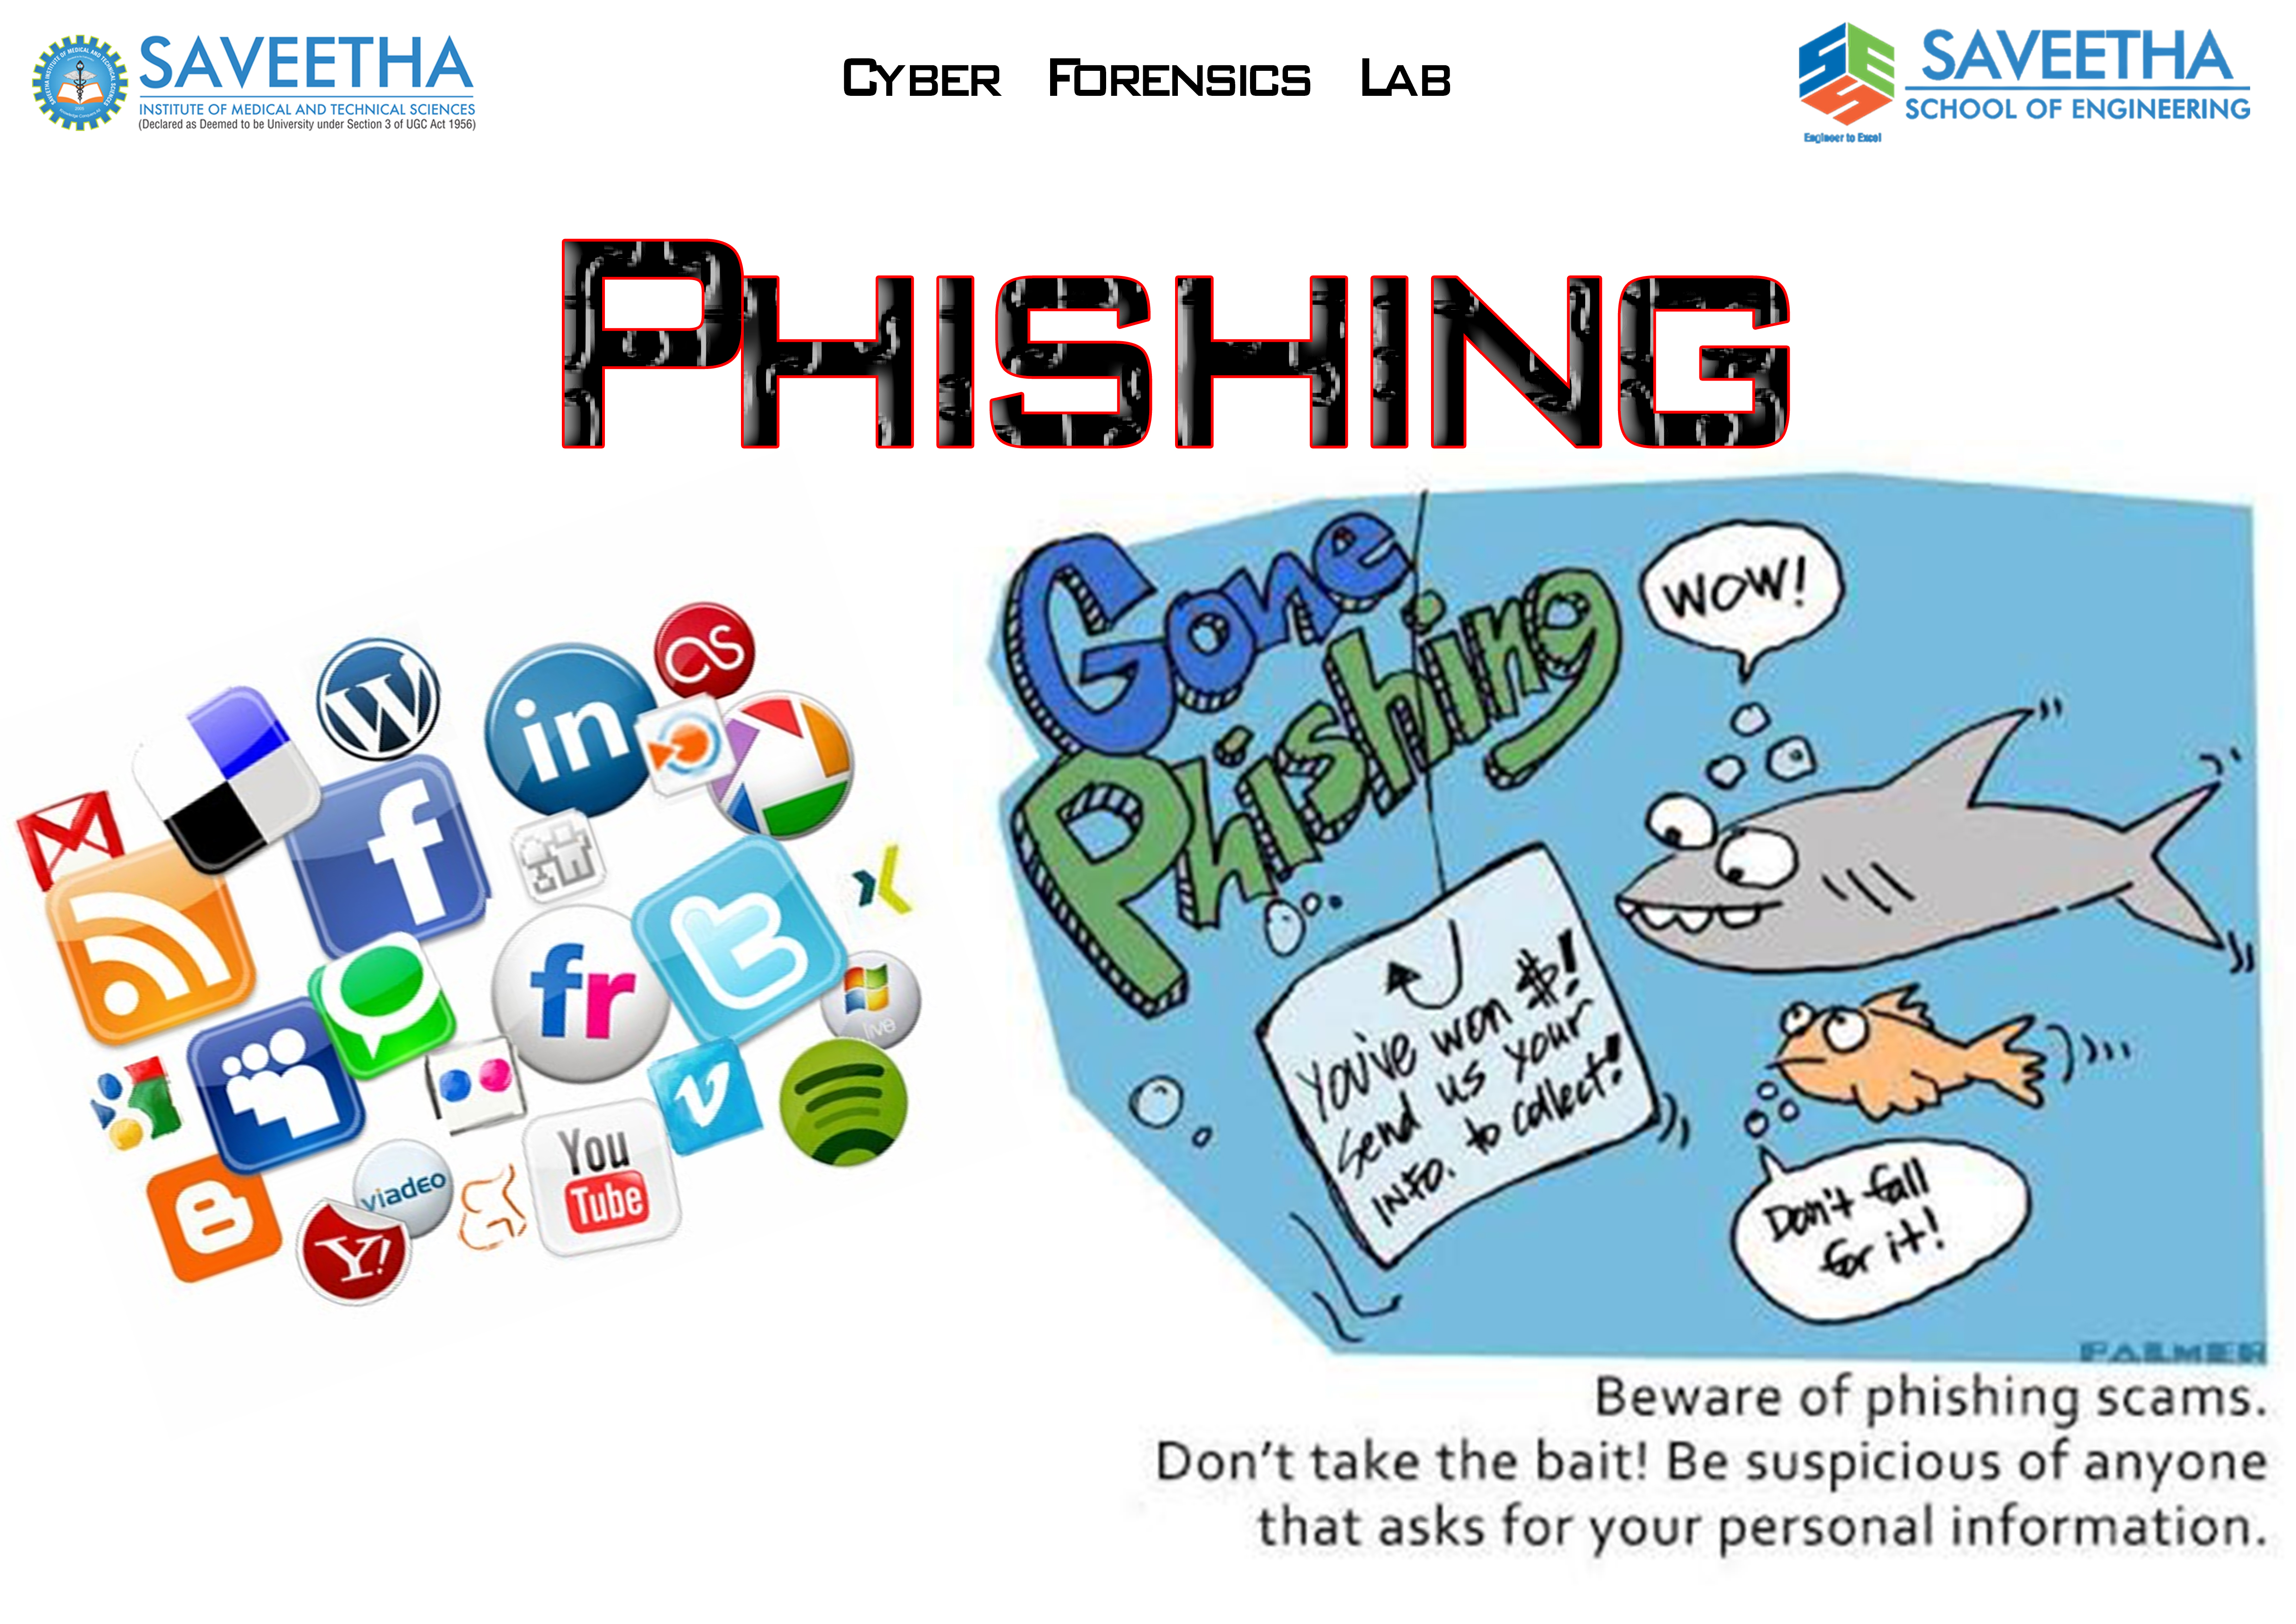 SAVEETHA
INSTITUTE OF MEDICAL AND TECHNICAL SCIENCES
(Declared as Deemed to be University under Section 3 of UGC Act 1956)
CYBER FORENSICS LAB
SAVEETHA
SCHOOL OF ENGINEERING
Engineer to Excel
PHISHING
Gone
Phishing
WOW!
You've won $!
Send us your
INFO. to collect!
Don't fall
for it!
PALMER
in
f
fr
t
live
v
You
Tube
viadeo
Y!
B
W
Beware of phishing scams.
Don't take the bait! Be suspicious of anyone
that asks for your personal information.